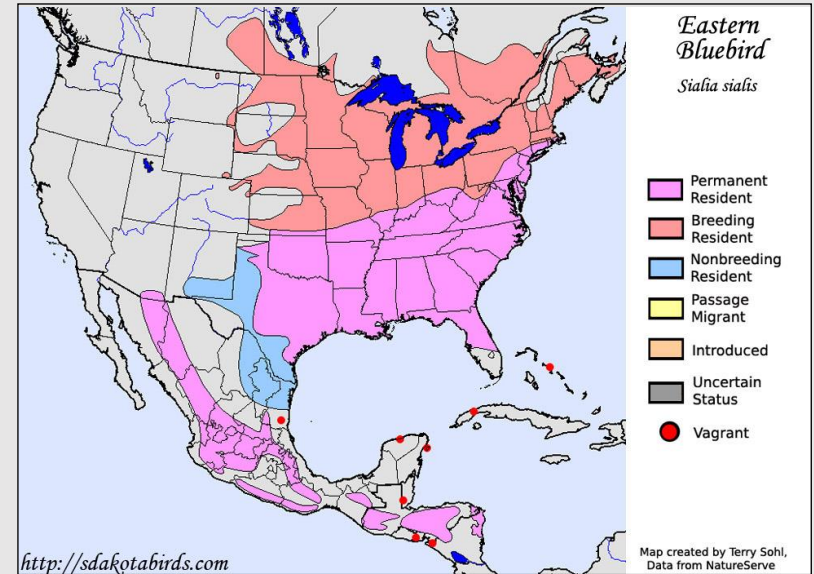 Eastern
Bluebird
Sialia sialis
Permanent
Resident
Breeding
Resident
Nonbreeding
Resident
Passage
Migrant
Introduced
Uncertain
Status
Vagrant
http://sdakotabirds.com
Map created by Terry Sohl,
Data from NatureServe